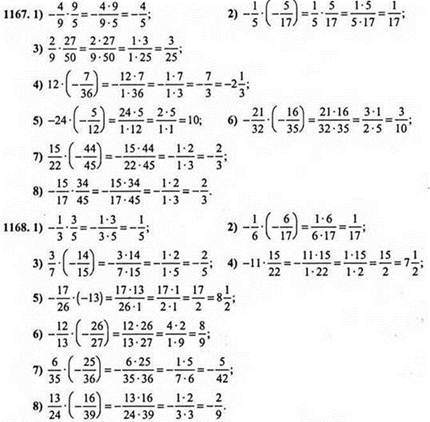 1167. 1) -4/9·9/5=-4·9/9·5=-4/5; 2) -1/5·(-5/17)=1/5·5/17=1·5/5·17=1/17;
3) 2/9·27/50=2·27/9·50=1·3/1·25=3/25;
4) 12·(-7/36)=-12·7/1·36=-1·7/1·3=-7/3=-2 1/3;
5) -24·(-5/12)=24·5/1·12=2·5/1·1=10; 6) -21/32·(-16/35)=21·16/32·35=3·1/2·5=3/10;
7) 15/22·(-44/45)=-15·44/22·45=-1·2/1·3=-2/3;
8) -15/17·34/45=-15·34/17·45=-1·2/1·3=-2/3.
1168. 1) -1/3·3/5=-1·3/3·5=-1/5; 2) -1/6·(-6/17)=1·6/6·17=1/17;
3) 3/7·(-14/15)=-3·14/7·15=-1·2/1·5=-2/5; 4) -11·15/22=-11·15/1·22=1·15/1·2=15/2=7 1/2;
5) -17/26·(-13)=17·13/26·1=17·1/2·1=17/2=8 1/2;
6) -12/13·(-26/27)=12·26/13·27=4·2/1·9=8/9;
7) 6/35·(-25/36)=-6·25/35·36=-1·5/7·6=-5/42;
8) 13/24·(-16/39)=-13·16/24·39=-1·2/3·3=-2/9.